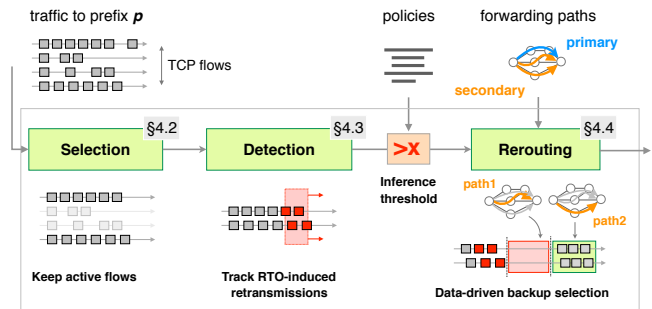 traffic to prefix p
policies
forwarding paths
TCP flows
primary
secondary
§4.2
§4.3
§4.4
Selection
Detection
>x
Rerouting
Inference
threshold
path1
path2
Keep active flows
Track RTO-induced
retransmissions
Data-driven backup selection